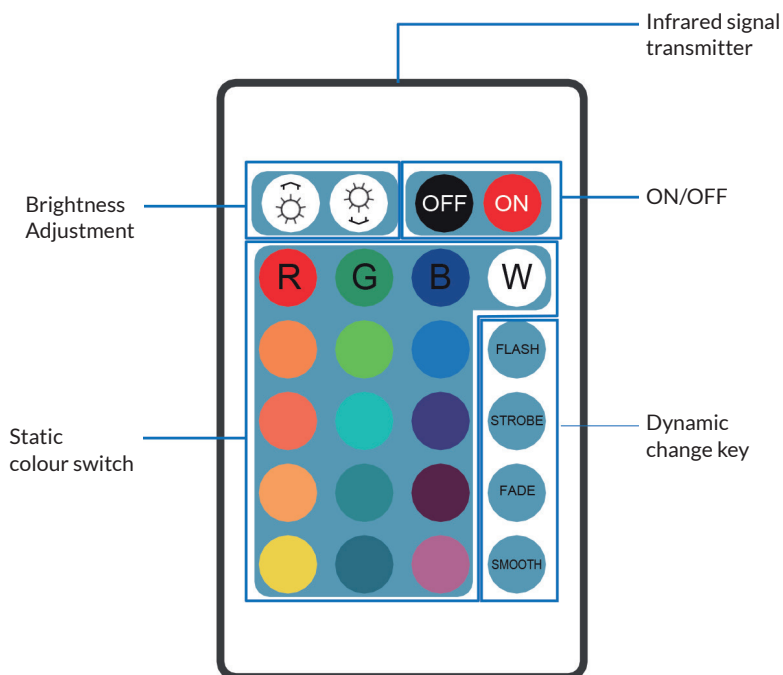 Infrared signal
transmitter
Brightness
Adjustment
OFF ON
ON/OFF
R G B W
FLASH
STROBE
Static
colour switch
Dynamic
change key
FADE
SMOOTH